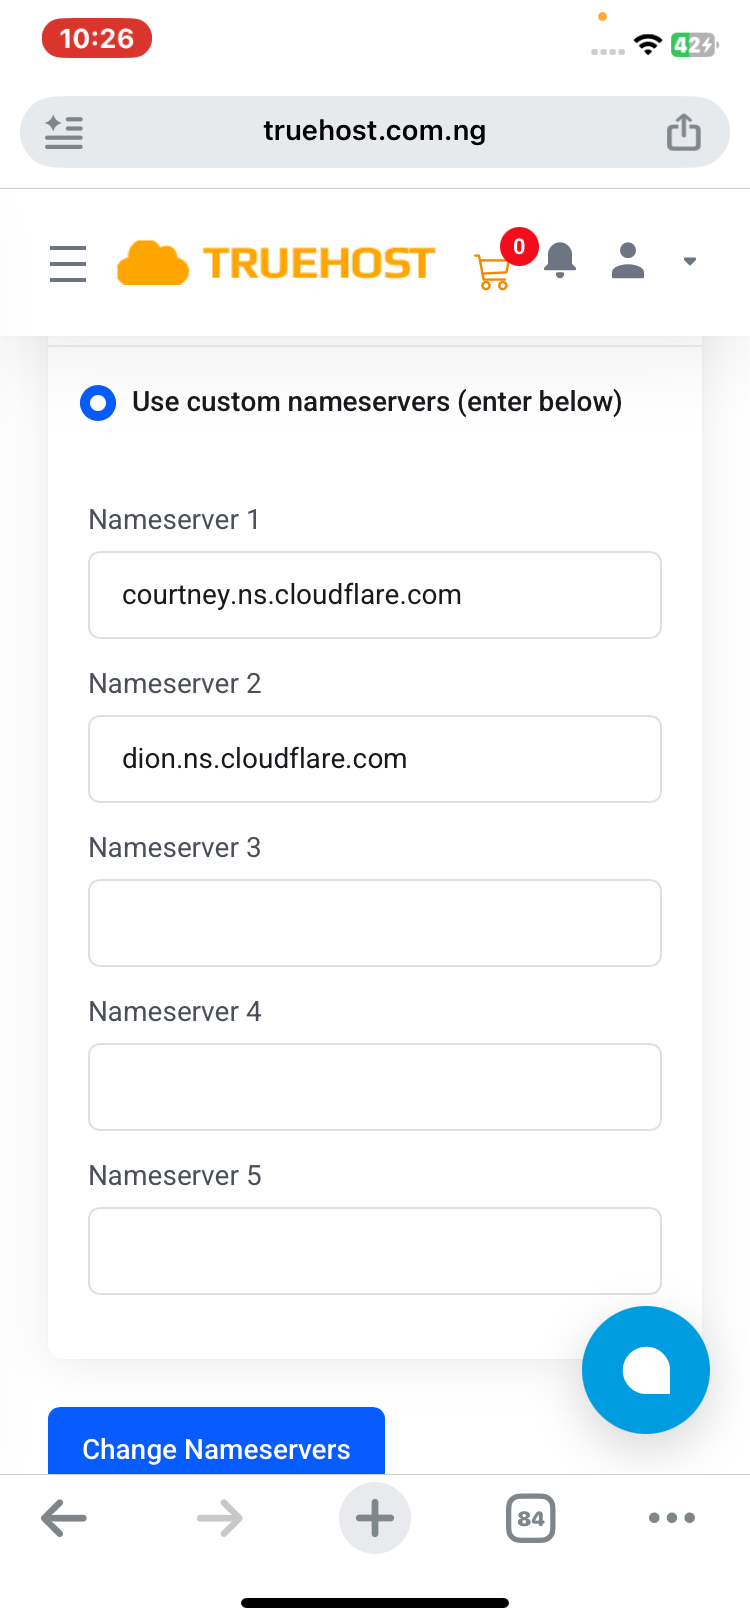 10:26
42
truehost.com.ng
TRUEHOST
0
Use custom nameservers (enter below)
Nameserver 1
courtney.ns.cloudflare.com
Nameserver 2
dion.ns.cloudflare.com
Nameserver 3
Nameserver 4
Nameserver 5
Change Nameservers
84